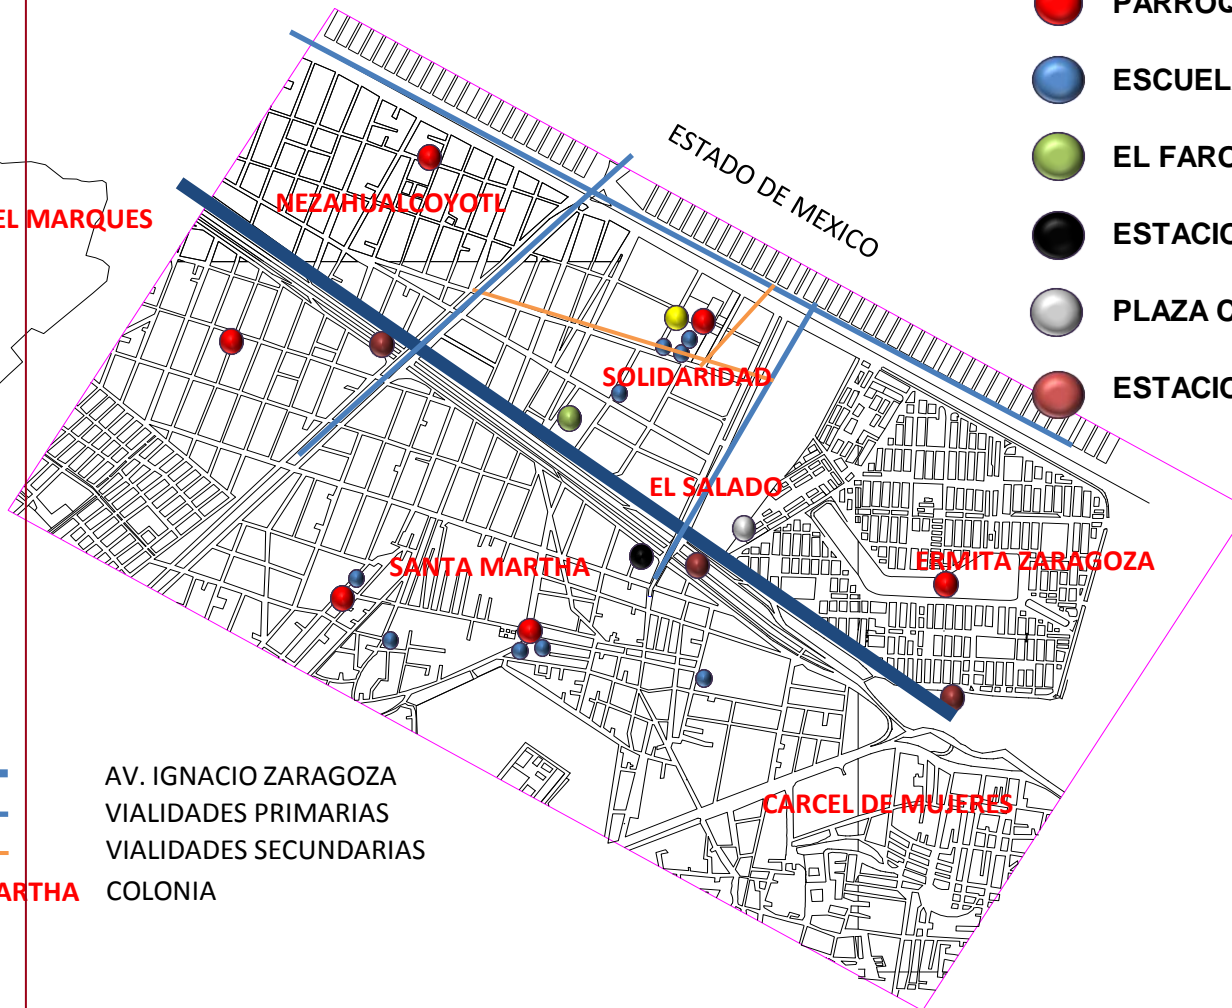 PARROQ
ESCUEL
EL FARO
ESTACIO
PLAZA C
ESTACIO
ESTADO DE MEXICO
NEZAHUALCOYOTL
EL MARQUES
SOLIDARIDAD
EL SALADO
SANTA MARTHA
ERMITA ZARAGOZA
CARCEL DE MUJERES
AV. IGNACIO ZARAGOZA
VIALIDADES PRIMARIAS
VIALIDADES SECUNDARIAS
ARTHA COLONIA